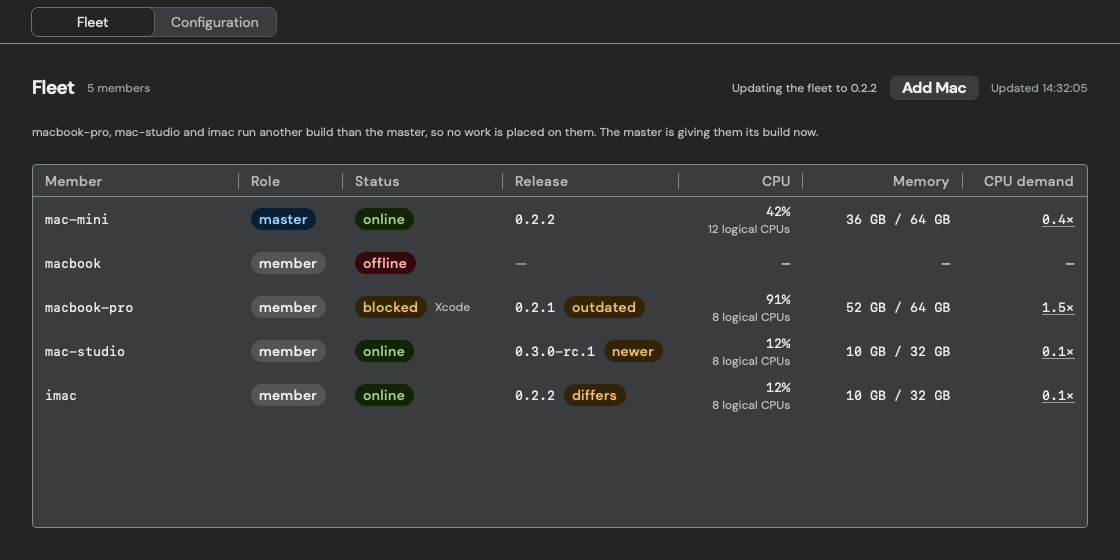 Fleet Configuration
Fleet 5 members Updating the fleet to 0.2.2 Add Mac Updated 14:32:05
macbook-pro, mac-studio and imac run another build than the master, so no work is placed on them. The master is giving them its build now.
Member Role Status Release CPU Memory CPU demand
mac-mini master online 0.2.2 42% 36 GB / 64 GB 0.4×
12 logical CPUs
macbook member offline — — — —
macbook-pro member blocked Xcode 0.2.1 outdated 91% 52 GB / 64 GB 1.5×
8 logical CPUs
mac-studio member online 0.3.0-rc.1 newer 12% 10 GB / 32 GB 0.1×
8 logical CPUs
imac member online 0.2.2 differs 12% 10 GB / 32 GB 0.1×
8 logical CPUs